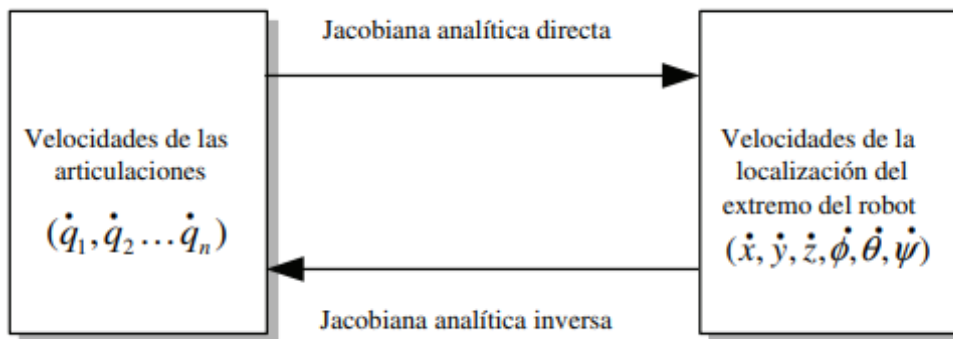 Jacobiana analítica directa
Velocidades de las
articulaciones
(q̇₁, q̇₂ … q̇ₙ)
Velocidades de la
localización del
extremo del robot
(ẋ, ẏ, ż, ϕ̇, θ̇, ψ̇)
Jacobiana analítica inversa